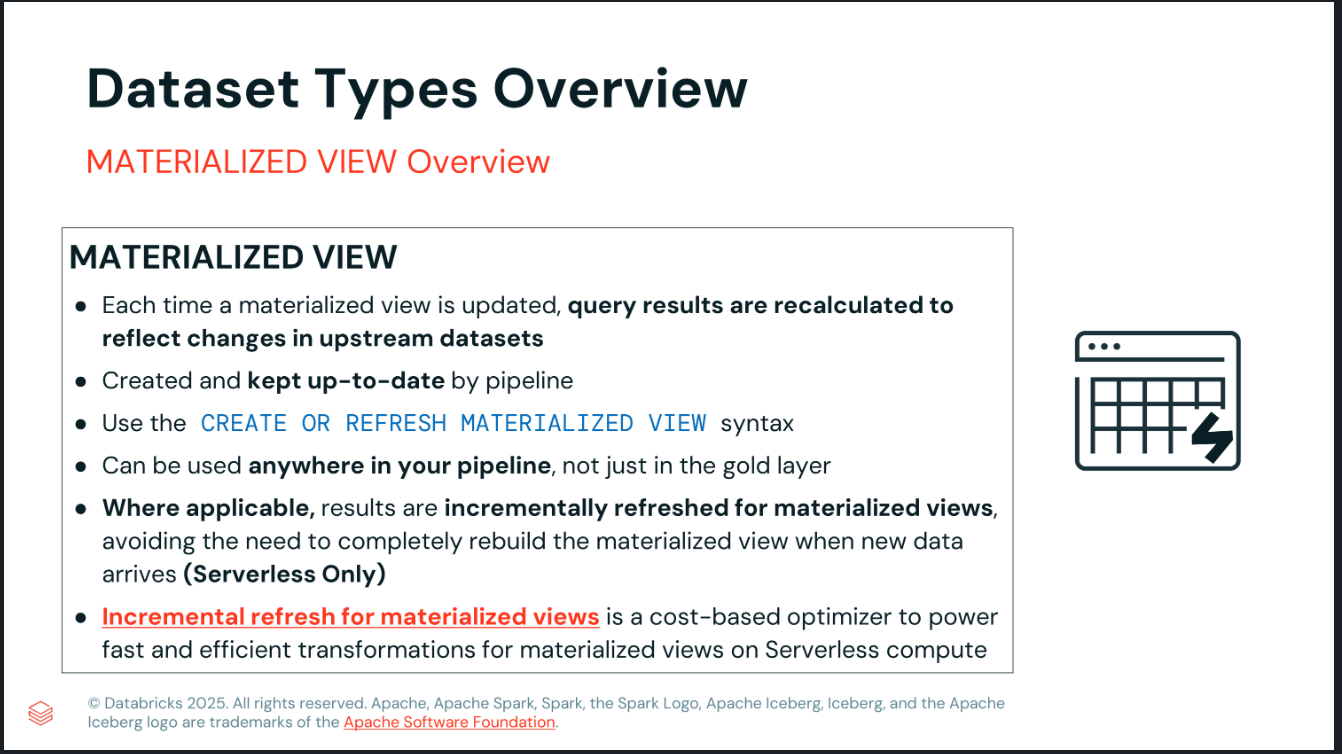 Dataset Types Overview
MATERIALIZED VIEW Overview
MATERIALIZED VIEW
● Each time a materialized view is updated, query results are recalculated to
reflect changes in upstream datasets
● Created and kept up-to-date by pipeline
● Use the CREATE OR REFRESH MATERIALIZED VIEW syntax
● Can be used anywhere in your pipeline, not just in the gold layer
● Where applicable, results are incrementally refreshed for materialized views,
avoiding the need to completely rebuild the materialized view when new data
arrives (Serverless Only)
● Incremental refresh for materialized views is a cost-based optimizer to power
fast and efficient transformations for materialized views on Serverless compute
© Databricks 2025. All rights reserved. Apache, Apache Spark, Spark, the Spark Logo, Apache Iceberg, Iceberg, and the Apache
Iceberg logo are trademarks of the Apache Software Foundation.